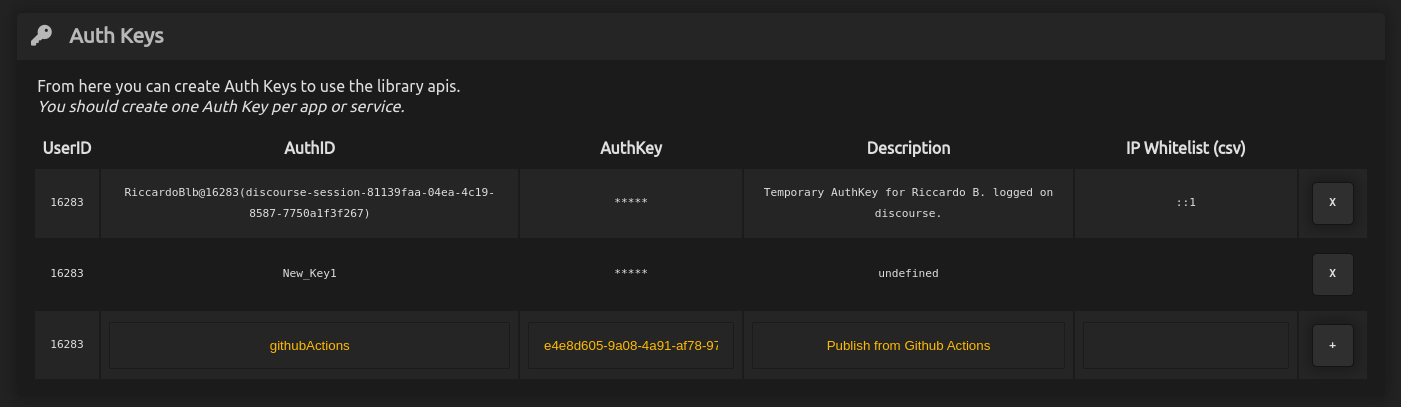 Auth Keys
From here you can create Auth Keys to use the library apis.
You should create one Auth Key per app or service.
UserID AuthID AuthKey Description IP Whitelist (csv)
16283 RiccardoBlb@16283(discourse-session-81139faa-04ea-4c19- ***** Temporary AuthKey for Riccardo B. logged on ::1 X
8587-7750a1f3f267) discourse.
16283 New_Key1 ***** undefined X
16283 githubActions e4e8d605-9a08-4a91-af78-97 Publish from Github Actions +